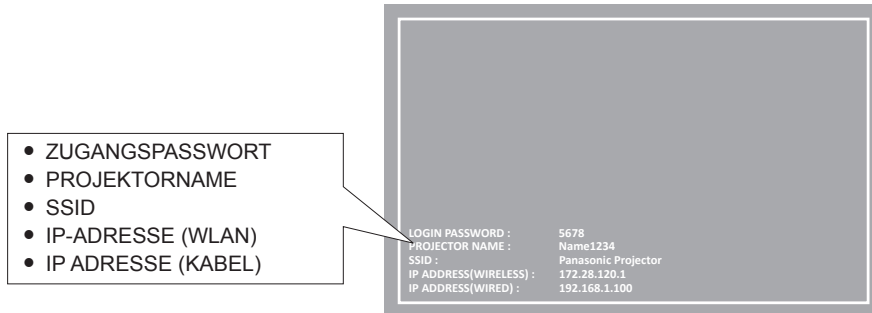 • ZUGANGSPASSWORT
• PROJEKTORNAME
• SSID
• IP-ADRESSE (WLAN)
• IP ADRESSE (KABEL)
LOGIN PASSWORD : 5678
PROJECTOR NAME : Name1234
SSID : Panasonic Projector
IP ADDRESS(WIRELESS) : 172.28.120.1
IP ADDRESS(WIRED) : 192.168.1.100